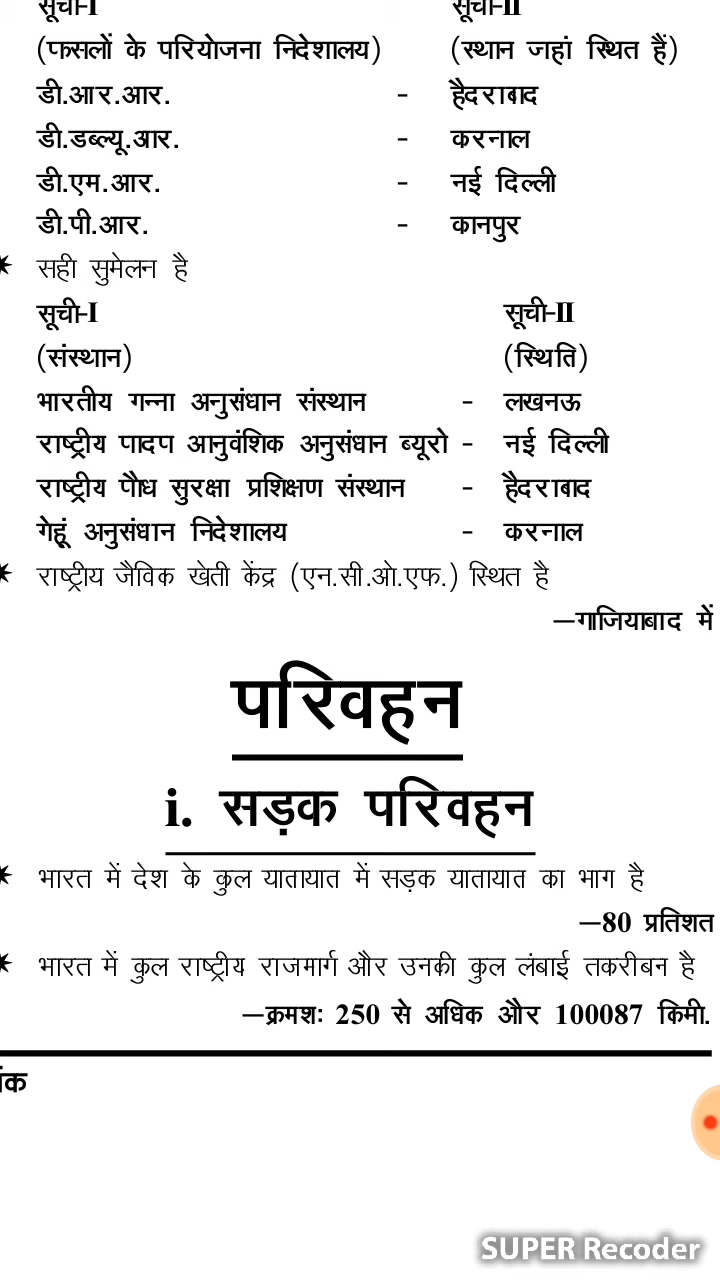 सूची-I सूची-II
(फसलों के परियोजना निदेशालय) (स्थान जहां स्थित हैं)
डी.आर.आर. - हैदराबाद
डी.डब्ल्यू.आर. - करनाल
डी.एम.आर. - नई दिल्ली
डी.पी.आर. - कानपुर
* सही सुमेलन है
सूची-I सूची-II
(संस्थान) (स्थिति)
भारतीय गन्ना अनुसंधान संस्थान - लखनऊ
राष्ट्रीय पादप आनुवंशिक अनुसंधान ब्यूरो - नई दिल्ली
राष्ट्रीय पौध सुरक्षा प्रशिक्षण संस्थान - हैदराबाद
गेहूं अनुसंधान निदेशालय - करनाल
* राष्ट्रीय जैविक खेती केंद्र (एन.सी.ओ.एफ.) स्थित है
—गाजियाबाद में
परिवहन
i. सड़क परिवहन
* भारत में देश के कुल यातायात में सड़क यातायात का भाग है
—80 प्रतिशत
* भारत में कुल राष्ट्रीय राजमार्ग और उनकी कुल लंबाई तकरीबन है
—क्रमशः 250 से अधिक और 100087 किमी.
SUPER Recoder